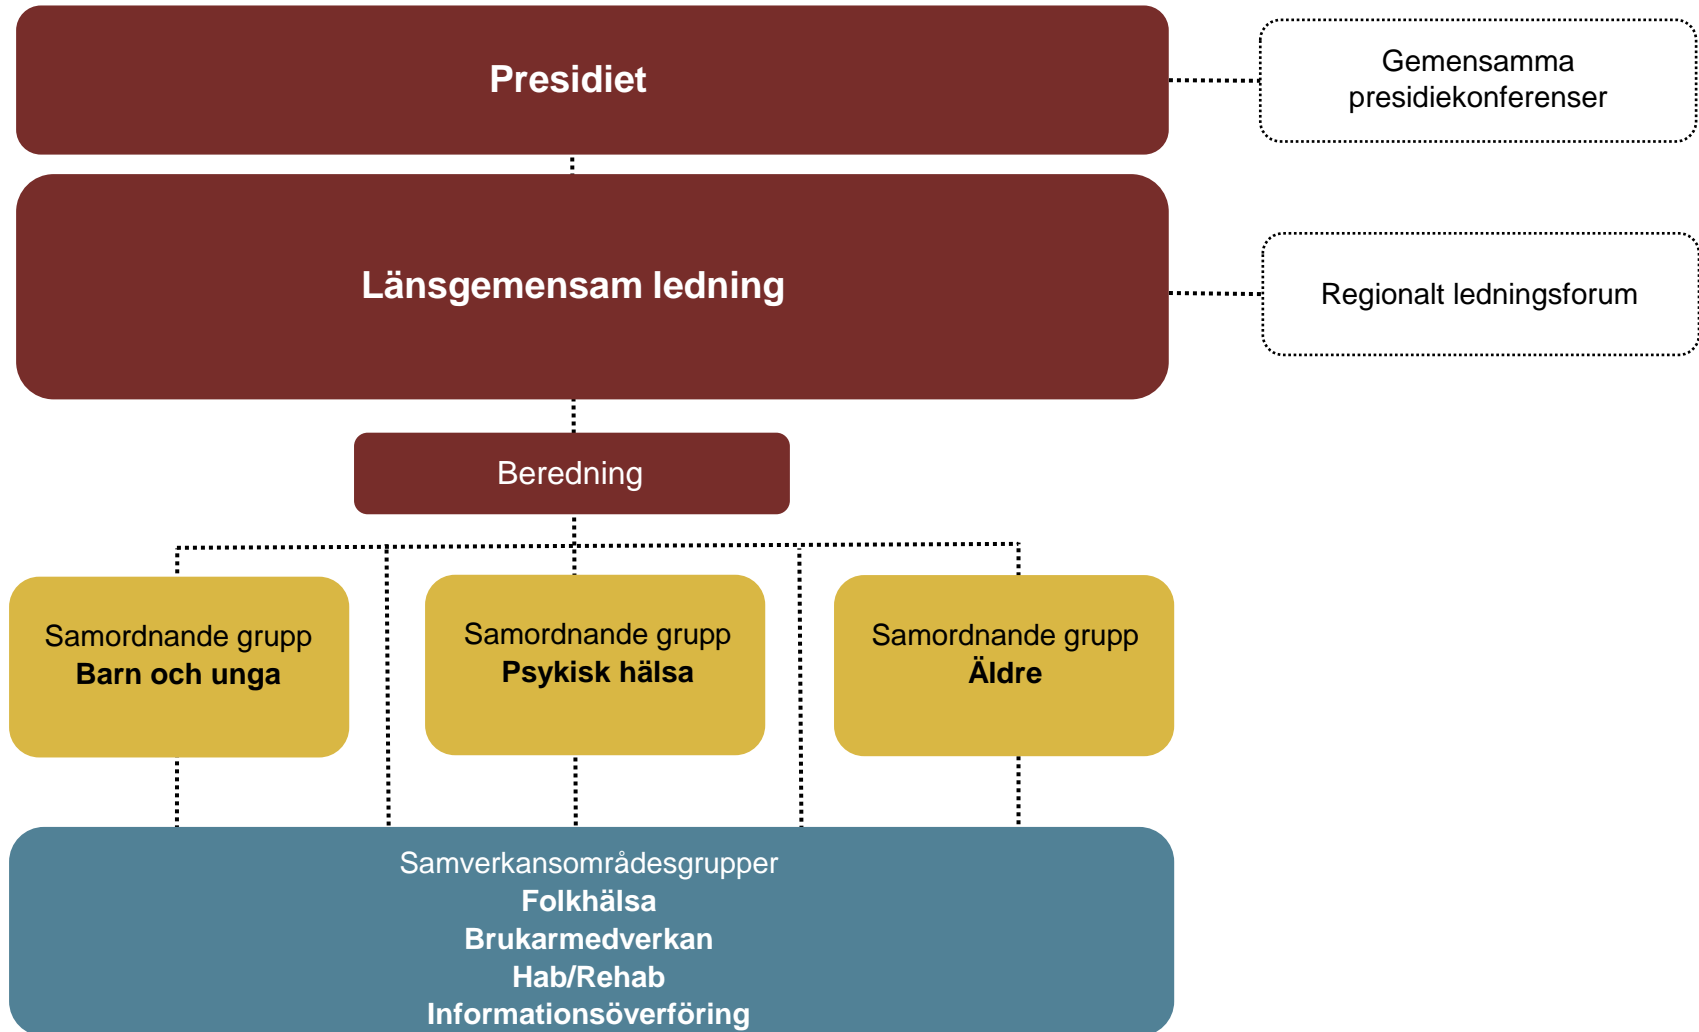 Presidiet
Gemensamma
presidiekonferenser
Länsgemensam ledning
Regionalt ledningsforum
Beredning
Samordnande grupp
Barn och unga
Samordnande grupp
Psykisk hälsa
Samordnande grupp
Äldre
Samverkansområdesgrupper
Folkhälsa
Brukarmedverkan
Hab/Rehab
Informationsöverföring